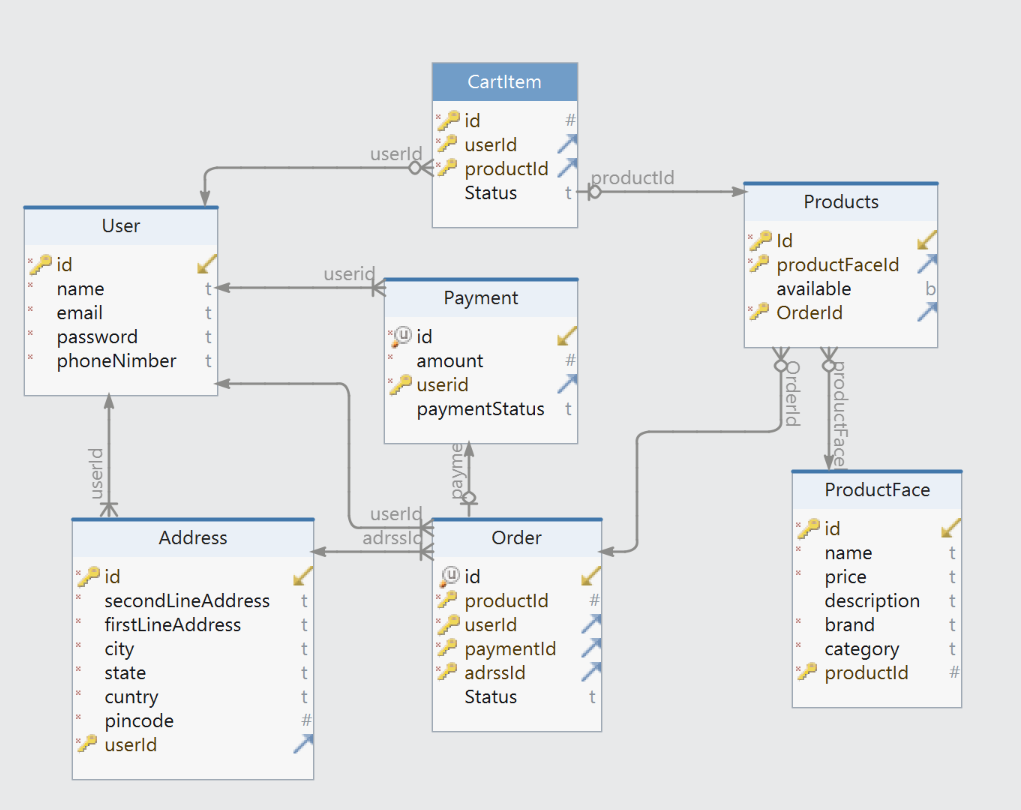 CartItem
id #
userId
productId
Status t
userId
productId
Products
Id
productFaceId
available b
OrderId
User
id
name t
email t
password t
phoneNimber t
userid
Payment
id
amount #
userid
paymentStatus t
OrderId
productFaceI
userId
payme
userId
adrssId
ProductFace
id
name t
price t
description t
brand t
category t
productId #
Address
id
secondLineAddress t
firstLineAddress t
city t
state t
cuntry t
pincode #
userId
Order
id
productId #
userId
paymentId
adrssId
Status t